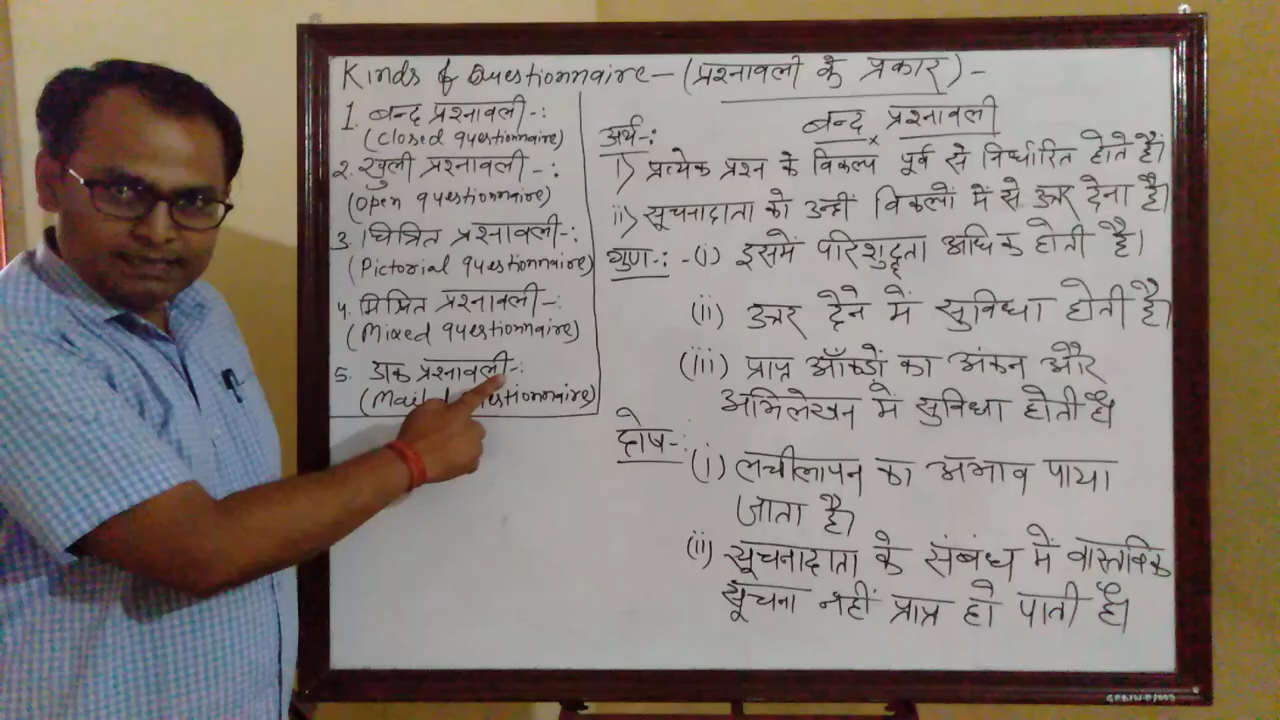 Kinds of Questionnaire - (प्रश्नावली के प्रकार) -
1. बन्द प्रश्नावली -:
(Closed questionnaire)
2. खुली प्रश्नावली -:
(Open questionnaire)
3. चित्रित प्रश्नावली -:
(Pictorial questionnaire)
4. मिश्रित प्रश्नावली -:
(Mixed questionnaire)
5. डाक प्रश्नावली -:
(Mailed questionnaire)
बन्द प्रश्नावली
अर्थ -:
i) प्रत्येक प्रश्न के विकल्प पूर्व से निर्धारित होते हैं।
ii) सूचनादाता को उन्हीं विकल्पों में से उत्तर देना है।
गुण -: - (i) इसमें परिशुद्धता अधिक होती है।
(ii) उत्तर देने में सुविधा होती है।
(iii) प्राप्त आँकडों का अंकन और
अभिलेखन में सुविधा होती है
दोष -:
(i) लचीलापन का अभाव पाया
जाता है।
(ii) सूचनादाता के संबंध में वास्तविक
सूचना नहीं प्राप्त हो पाती है।